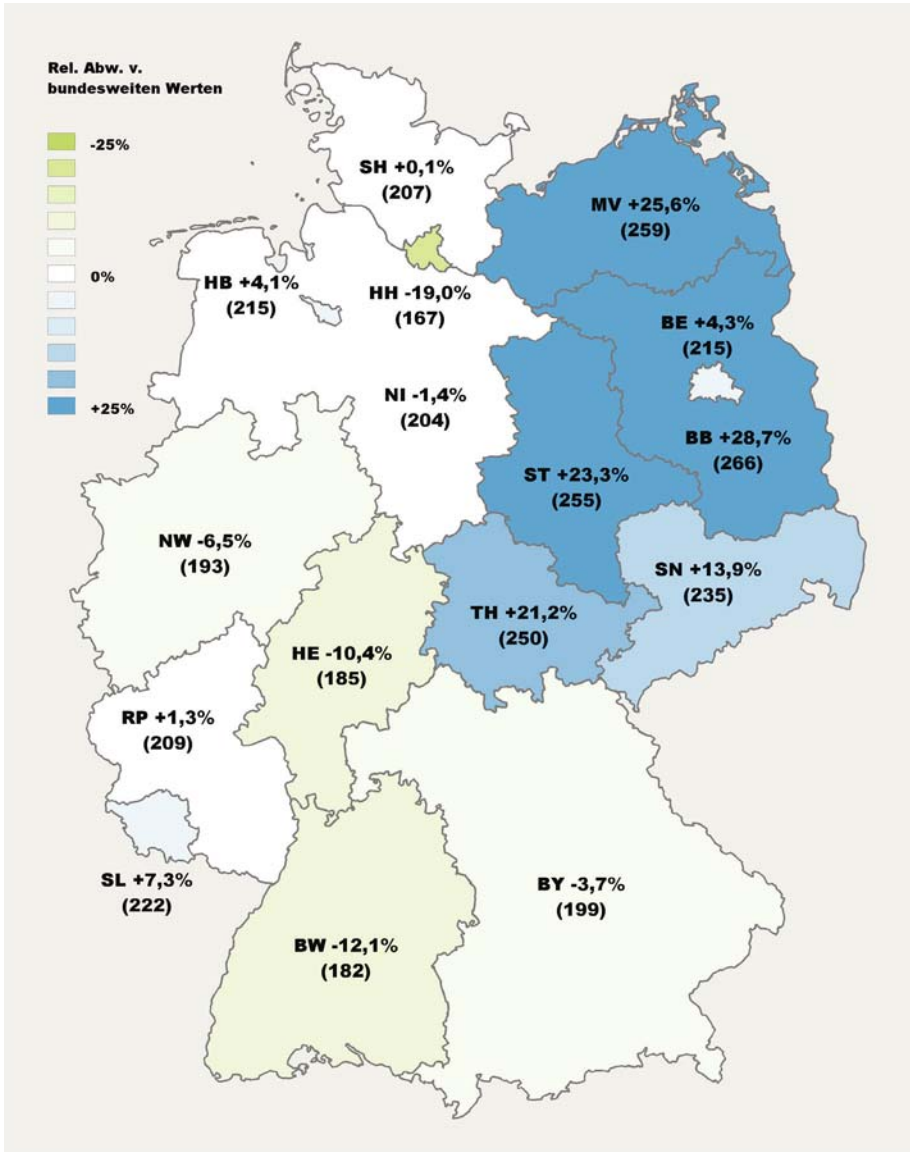 Rel. Abw. v.
bundesweiten Werten
-25%
0%
+25%
SH +0,1%
(207)
MV +25,6%
(259)
HB +4,1%
(215)
HH -19,0%
(167)
BE +4,3%
(215)
NI -1,4%
(204)
BB +28,7%
(266)
ST +23,3%
(255)
NW -6,5%
(193)
SN +13,9%
(235)
TH +21,2%
(250)
HE -10,4%
(185)
RP +1,3%
(209)
SL +7,3%
(222)
BY -3,7%
(199)
BW -12,1%
(182)